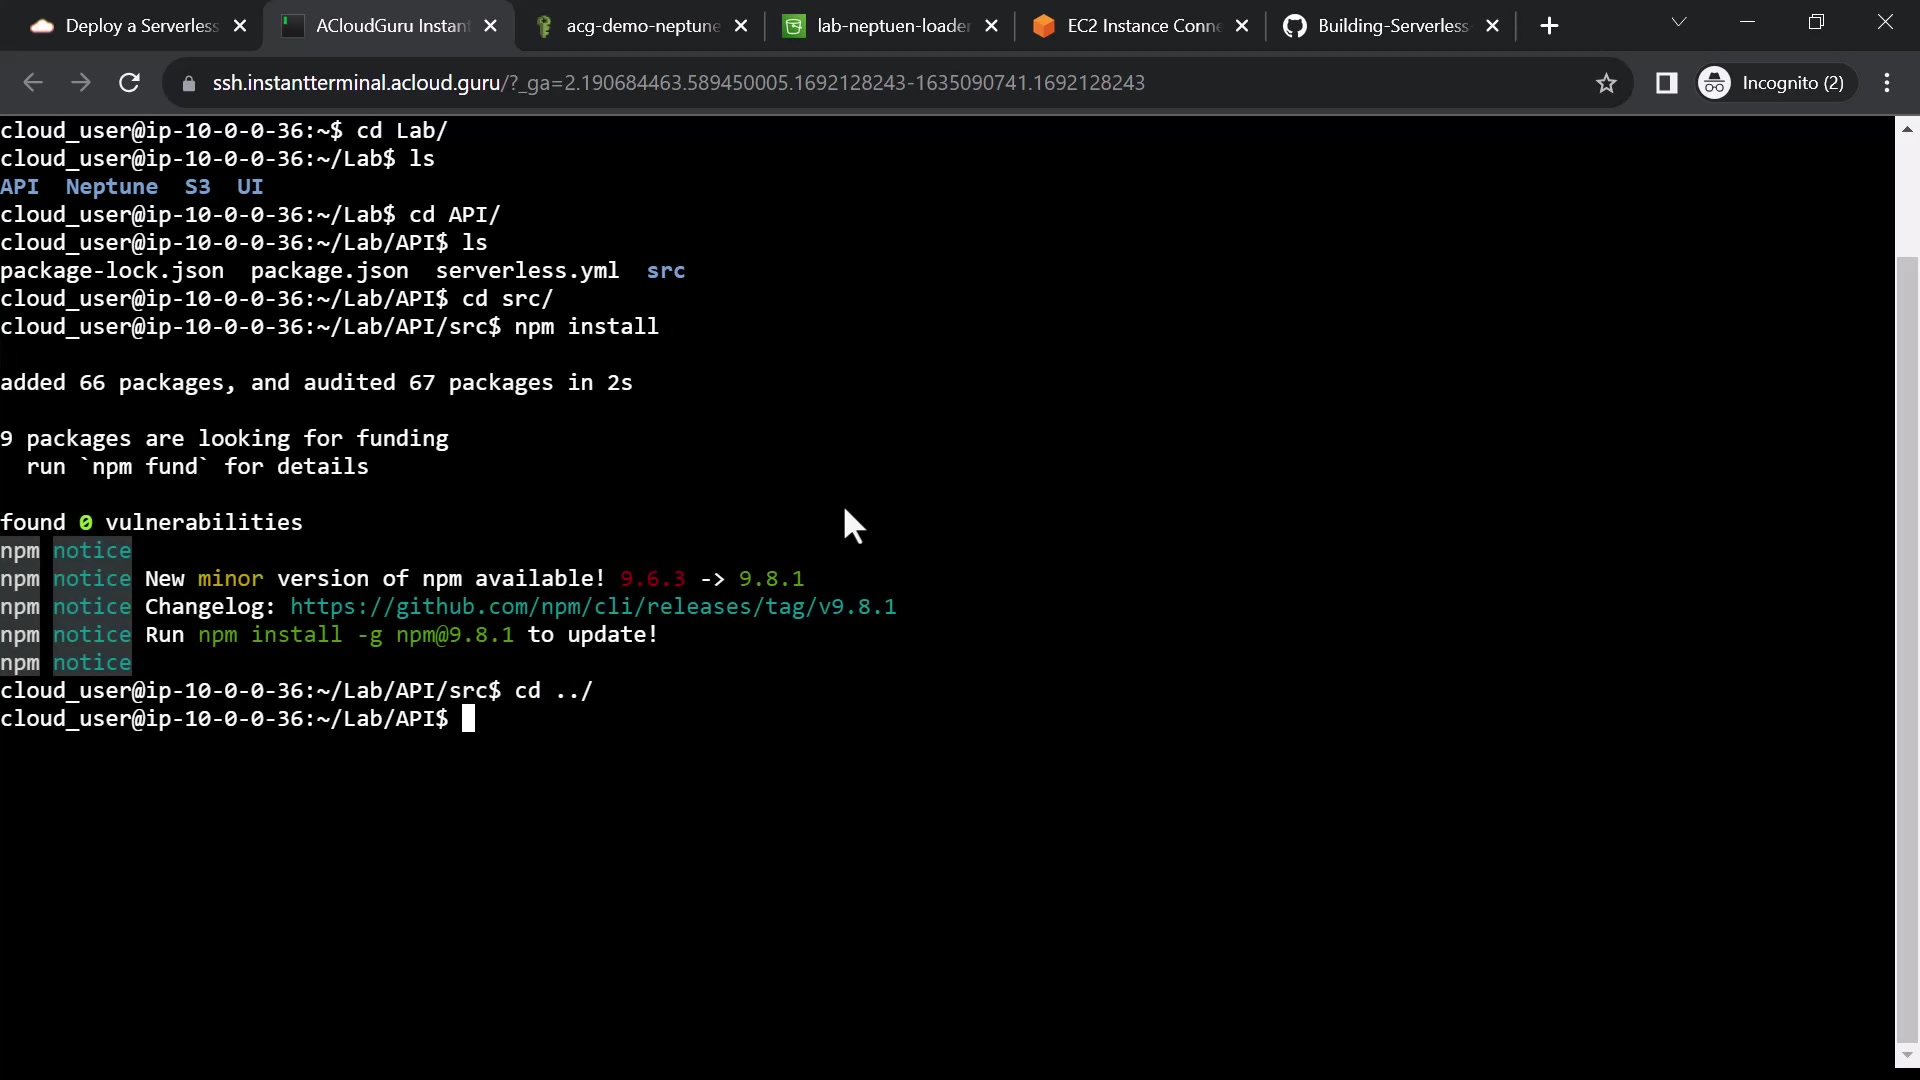 Deploy a Serverless
ACloudGuru Instant
acg-demo-neptune
lab-neptuen-loader
EC2 Instance Conne
Building-Serverless-
ssh.instantterminal.acloud.guru/?_ga=2.190684463.589450005.1692128243-1635090741.1692128243
Incognito (2)
cloud_user@ip-10-0-0-36:~$ cd Lab/
cloud_user@ip-10-0-0-36:~/Lab$ ls
API  Neptune  S3  UI
cloud_user@ip-10-0-0-36:~/Lab$ cd API/
cloud_user@ip-10-0-0-36:~/Lab/API$ ls
package-lock.json  package.json  serverless.yml  src
cloud_user@ip-10-0-0-36:~/Lab/API$ cd src/
cloud_user@ip-10-0-0-36:~/Lab/API/src$ npm install
added 66 packages, and audited 67 packages in 2s
9 packages are looking for funding
  run `npm fund` for details
found 0 vulnerabilities
npm notice
npm notice New minor version of npm available! 9.6.3 -> 9.8.1
npm notice Changelog: https://github.com/npm/cli/releases/tag/v9.8.1
npm notice Run npm install -g npm@9.8.1 to update!
npm notice
cloud_user@ip-10-0-0-36:~/Lab/API/src$ cd ../
cloud_user@ip-10-0-0-36:~/Lab/API$